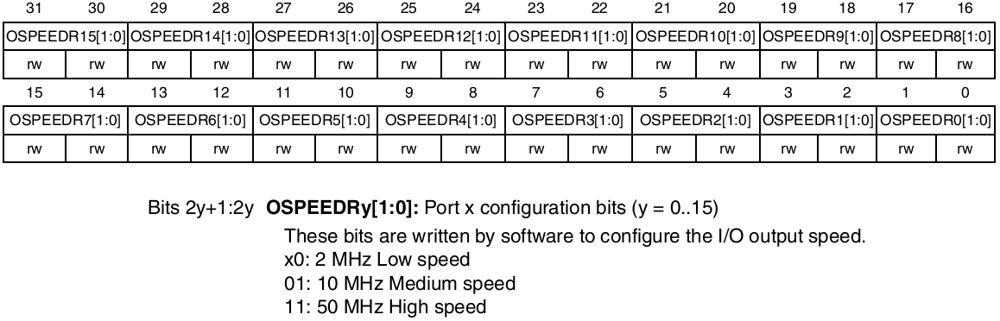 31 30 29 28 27 26 25 24 23 22 21 20 19 18 17 16
OSPEEDR15[1:0] OSPEEDR14[1:0] OSPEEDR13[1:0] OSPEEDR12[1:0] OSPEEDR11[1:0] OSPEEDR10[1:0] OSPEEDR9[1:0] OSPEEDR8[1:0]
rw rw rw rw rw rw rw rw rw rw rw rw rw rw rw rw
15 14 13 12 11 10 9 8 7 6 5 4 3 2 1 0
OSPEEDR7[1:0] OSPEEDR6[1:0] OSPEEDR5[1:0] OSPEEDR4[1:0] OSPEEDR3[1:0] OSPEEDR2[1:0] OSPEEDR1[1:0] OSPEEDR0[1:0]
rw rw rw rw rw rw rw rw rw rw rw rw rw rw rw rw
Bits 2y+1:2y OSPEEDRy[1:0]: Port x configuration bits (y = 0..15)
These bits are written by software to configure the I/O output speed.
x0: 2 MHz Low speed
01: 10 MHz Medium speed
11: 50 MHz High speed